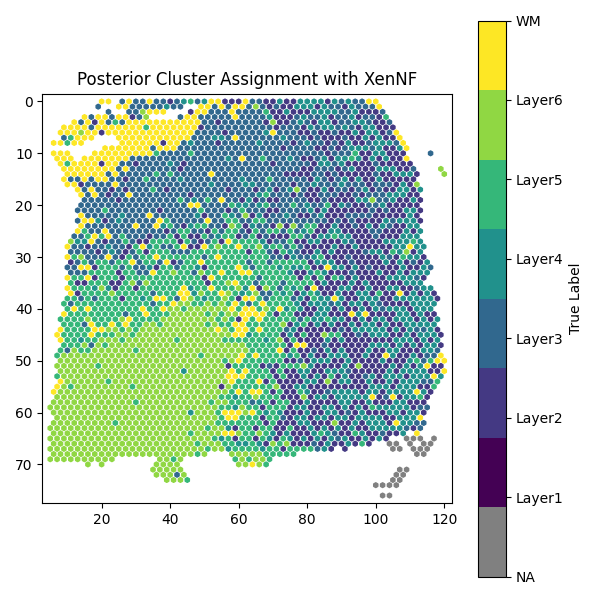 Posterior Cluster Assignment with XenNF
0
10
20
30
40
50
60
70
20
40
60
80
100
120
WM
Layer6
Layer5
Layer4
Layer3
Layer2
Layer1
NA
True Label